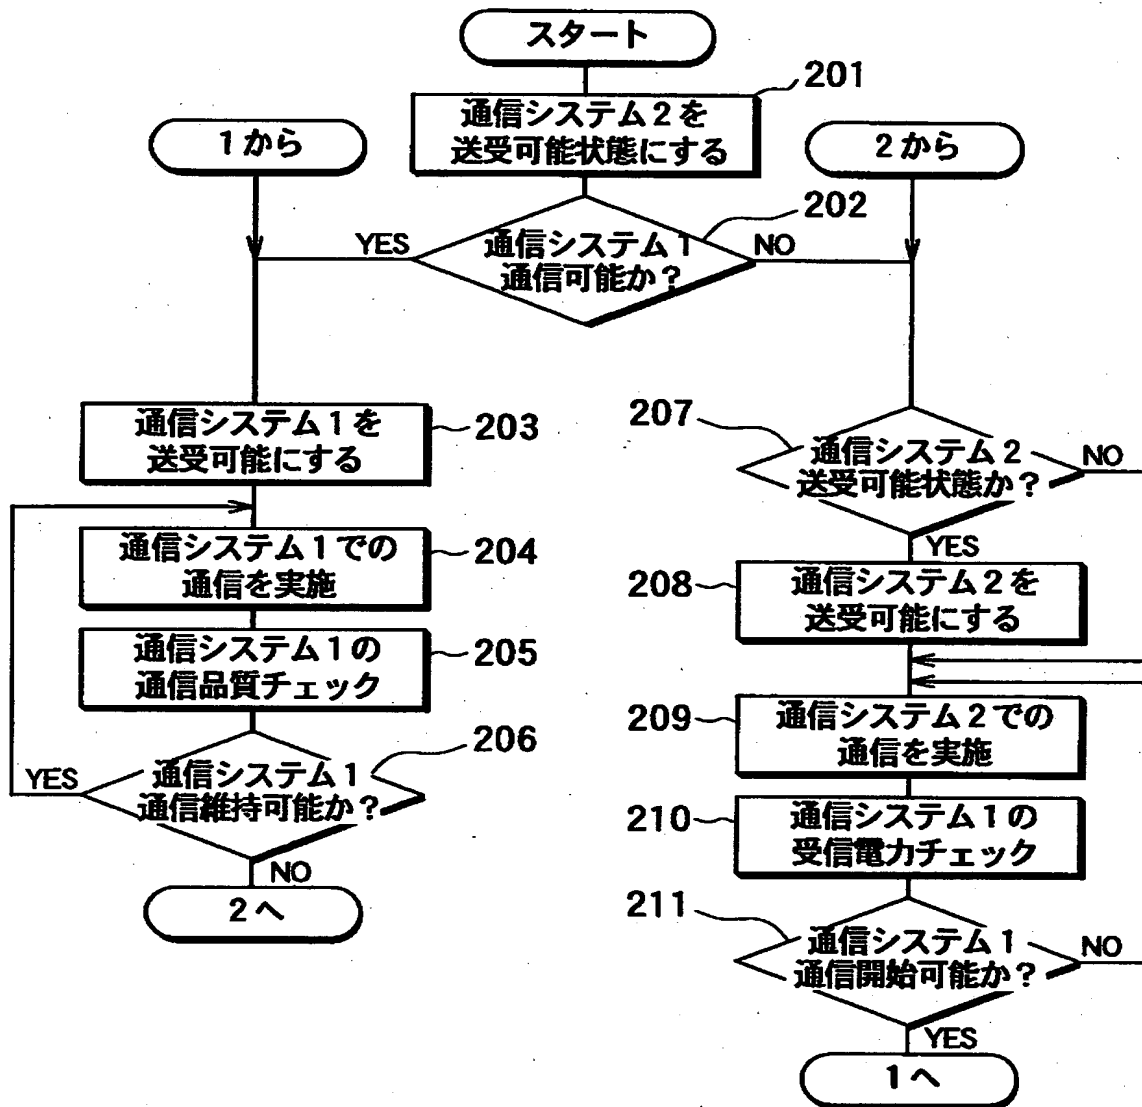 スタート
201
通信システム2を
送受可能状態にする
1から
2から
202
通信システム1
通信可能か?
YES
NO
通信システム1を
送受可能にする
203
通信システム1での
通信を実施
204
通信システム1の
通信品質チェック
205
206
通信システム1
通信維持可能か?
YES
NO
2へ
207
通信システム2
送受可能状態か?
NO
YES
208
通信システム2を
送受可能にする
209
通信システム2での
通信を実施
210
通信システム1の
受信電力チェック
211
通信システム1
通信開始可能か?
NO
YES
1へ